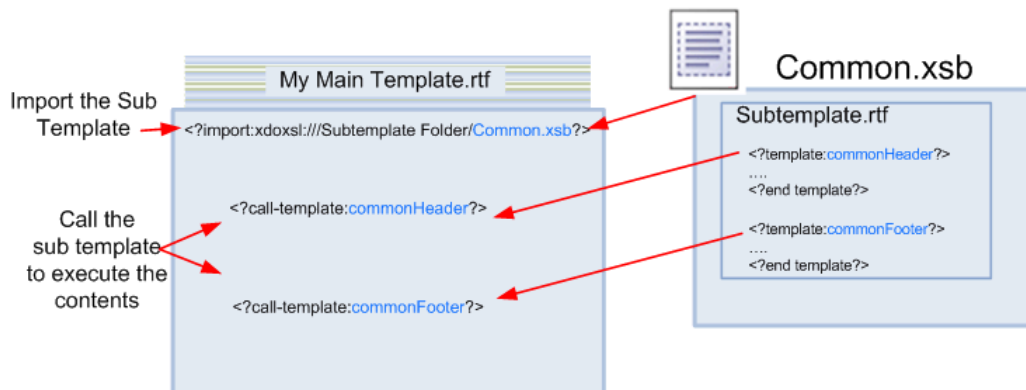 Common.xsb
My Main Template.rtf
Import the Sub
Template
<?import:xdoxsl:///Subtemplate Folder/Common.xsb?>
Subtemplate.rtf
<?template:commonHeader?>
....
<?end template?>
<?template:commonFooter?>
....
<?end template?>
Call the
sub template
to execute the
contents
<?call-template:commonHeader?>
<?call-template:commonFooter?>